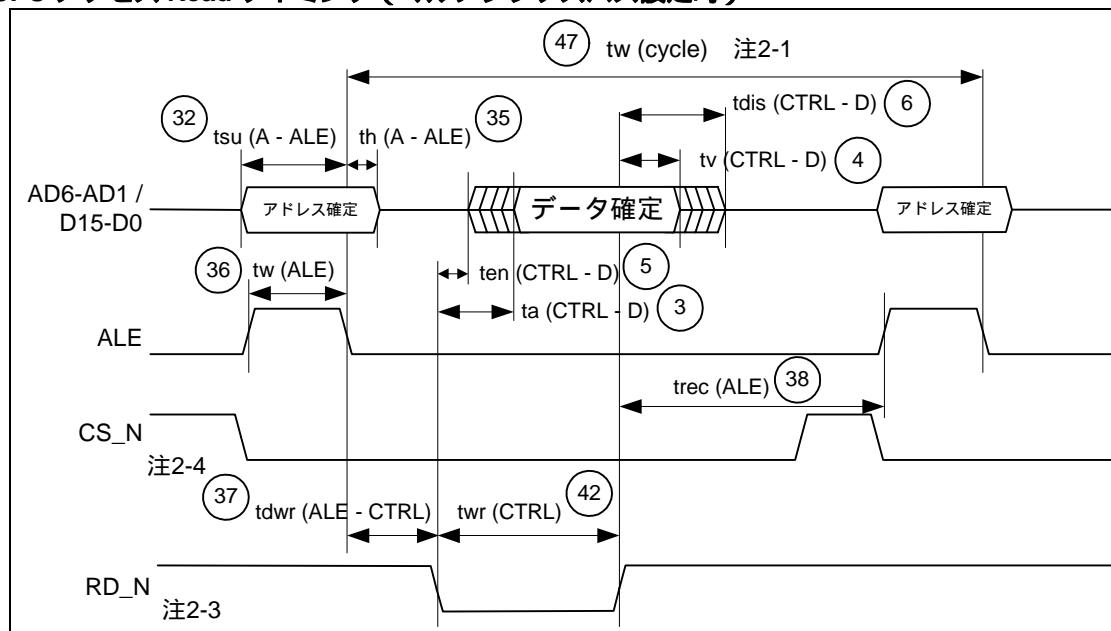 47 tw (cycle) 注2-1
32 tsu (A - ALE) th (A - ALE) 35
tdis (CTRL - D) 6
tv (CTRL - D) 4
AD6-AD1 /
D15-D0
アドレス確定 データ確定 アドレス確定
36 tw (ALE)
ten (CTRL - D) 5
ta (CTRL - D) 3
ALE
trec (ALE) 38
CS_N
注2-4
37 tdwr (ALE - CTRL) twr (CTRL) 42
RD_N
注2-3